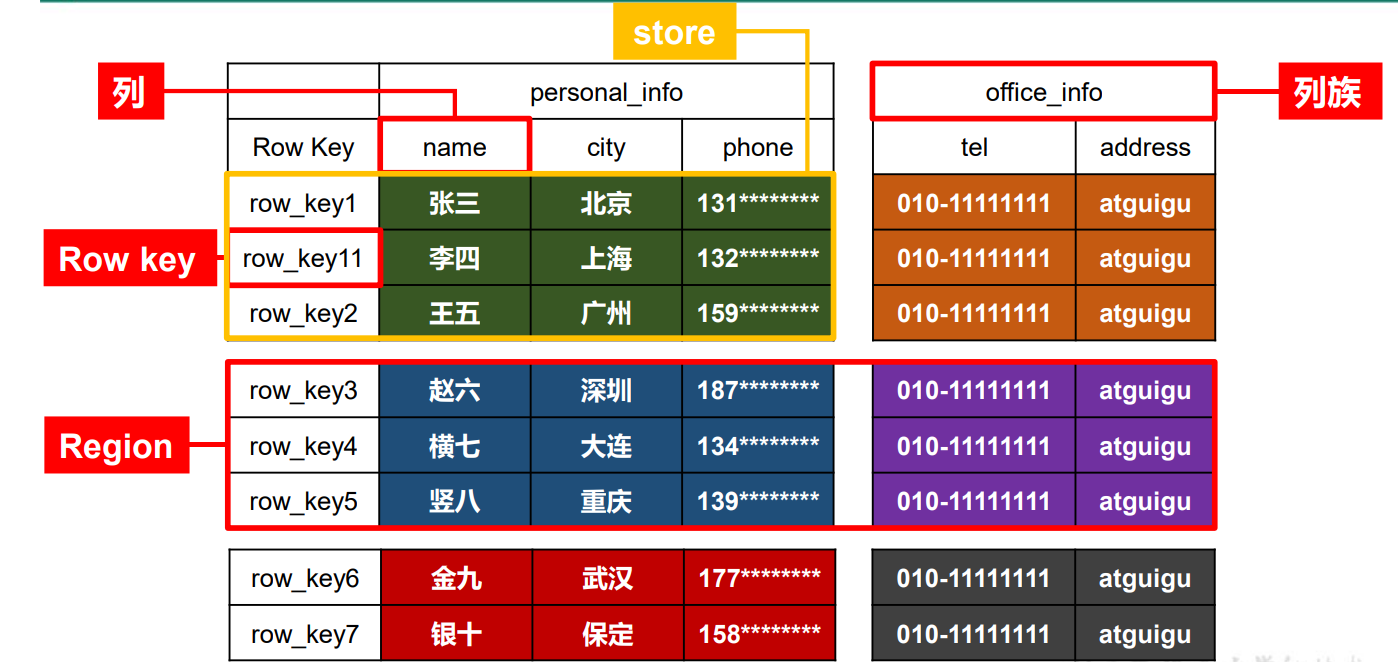 store
列
personal_info
office_info
列族
Row Key name city phone tel address
row_key1 张三 北京 131******** 010-11111111 atguigu
Row key
row_key11 李四 上海 132******** 010-11111111 atguigu
row_key2 王五 广州 159******** 010-11111111 atguigu
row_key3 赵六 深圳 187******** 010-11111111 atguigu
Region
row_key4 横七 大连 134******** 010-11111111 atguigu
row_key5 竖八 重庆 139******** 010-11111111 atguigu
row_key6 金九 武汉 177******** 010-11111111 atguigu
row_key7 银十 保定 158******** 010-11111111 atguigu